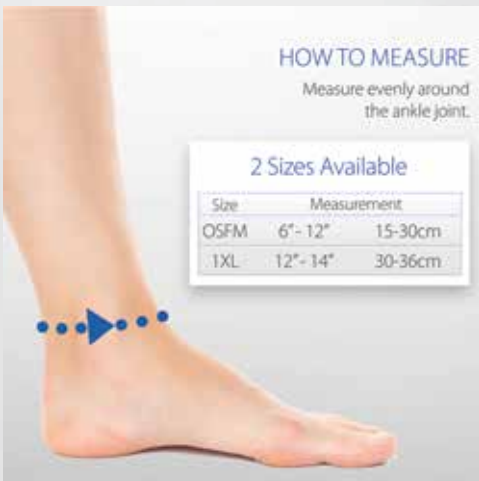 HOW TO MEASURE
Measure evenly around
the ankle joint.
2 Sizes Available
Size Measurement
OSFM 6"- 12" 15-30cm
1XL 12"- 14" 30-36cm